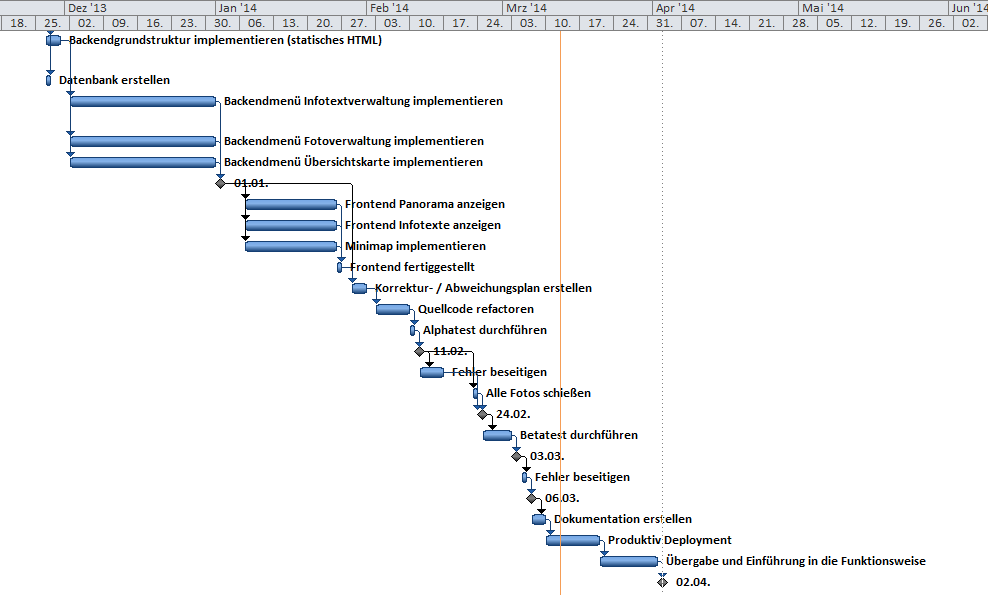 Dez '13 Jan '14 Feb '14 Mrz '14 Apr '14 Mai '14 Jun '14
18. 25. 02. 09. 16. 23. 30. 06. 13. 20. 27. 03. 10. 17. 24. 03. 10. 17. 24. 31. 07. 14. 21. 28. 05. 12. 19. 26. 02.
Backendgrundstruktur implementieren (statisches HTML)
Datenbank erstellen
Backendmenü Infotextverwaltung implementieren
Backendmenü Fotoverwaltung implementieren
Backendmenü Übersichtskarte implementieren
01.01.
Frontend Panorama anzeigen
Frontend Infotexte anzeigen
Minimap implementieren
Frontend fertiggestellt
Korrektur- / Abweichungsplan erstellen
Quellcode refactoren
Alphatest durchführen
11.02.
Fehler beseitigen
Alle Fotos schießen
24.02.
Betatest durchführen
03.03.
Fehler beseitigen
06.03.
Dokumentation erstellen
Produktiv Deployment
Übergabe und Einführung in die Funktionsweise
02.04.